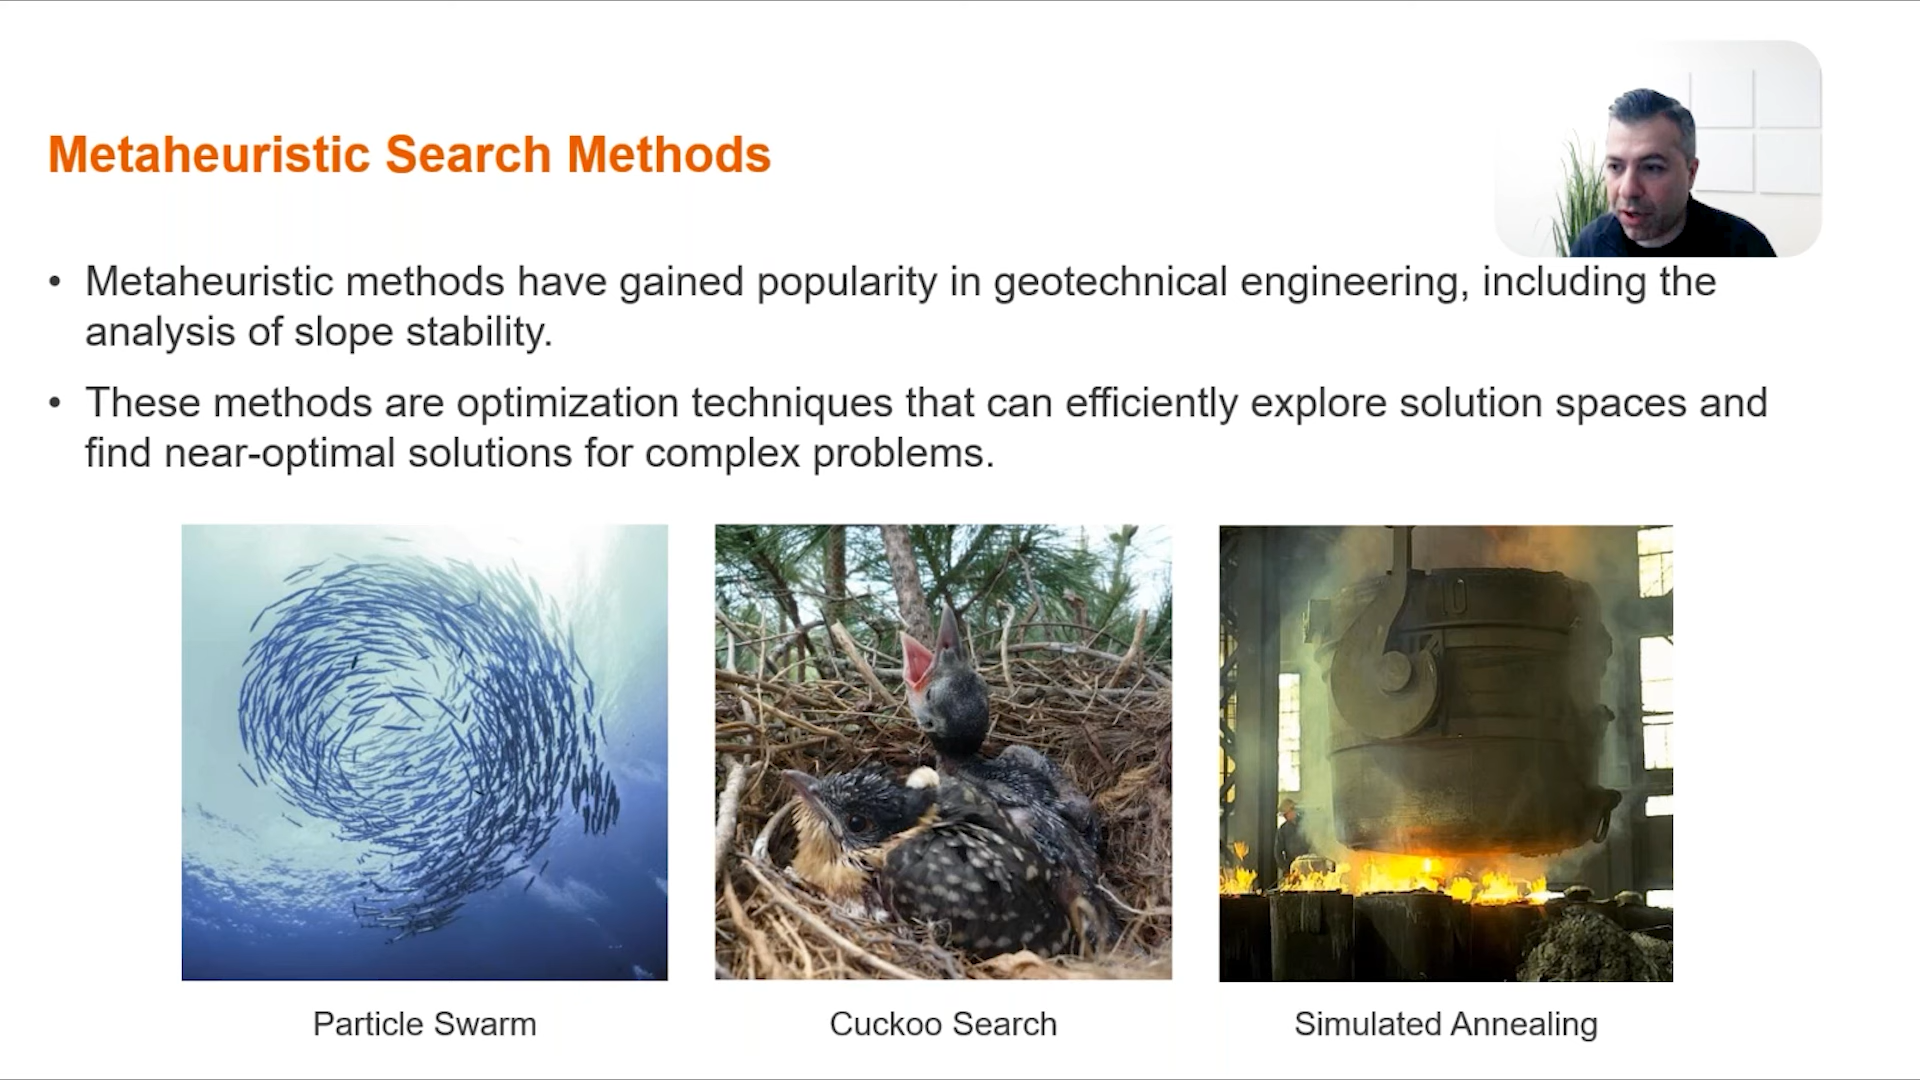 Metaheuristic Search Methods
• Metaheuristic methods have gained popularity in geotechnical engineering, including the
analysis of slope stability.
• These methods are optimization techniques that can efficiently explore solution spaces and
find near-optimal solutions for complex problems.
Particle Swarm
Cuckoo Search
Simulated Annealing